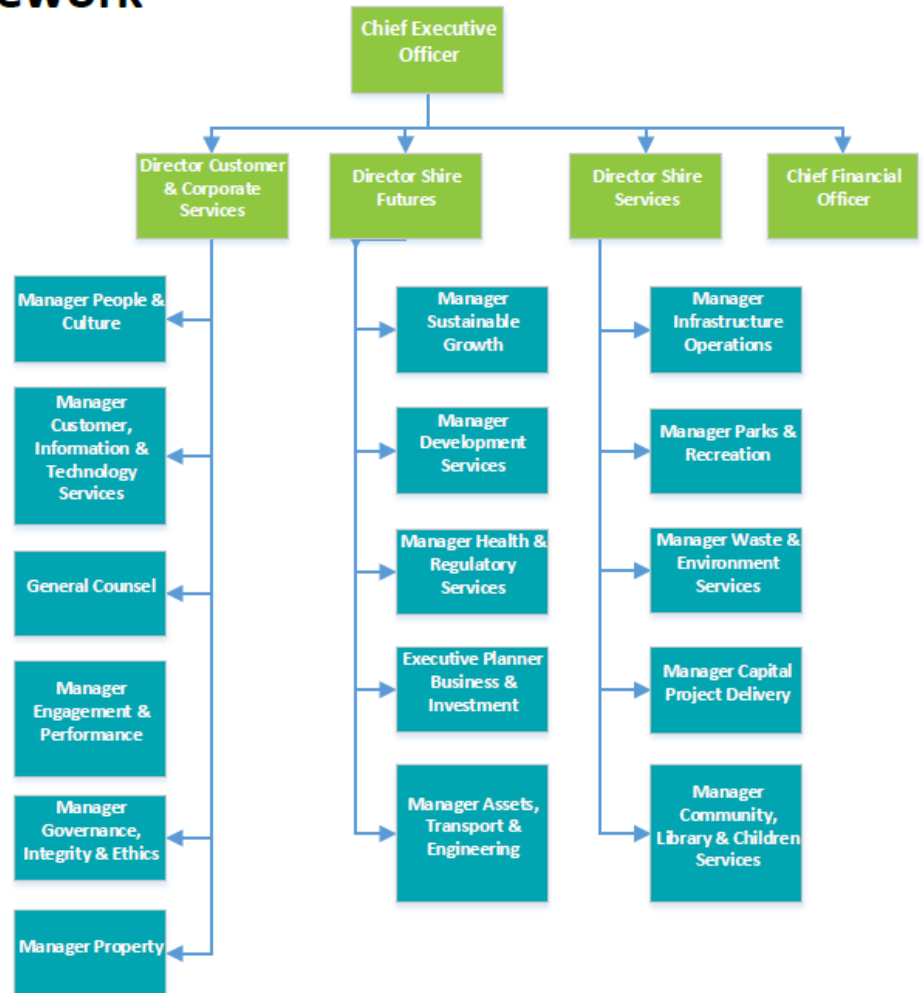 Chief Executive
Officer
Director Customer
& Corporate
Services
Director Shire
Futures
Director Shire
Services
Chief Financial
Officer
Manager People &
Culture
Manager
Customer,
Information &
Technology
Services
General Counsel
Manager
Engagement &
Performance
Manager
Governance,
Integrity & Ethics
Manager Property
Manager
Sustainable
Growth
Manager
Development
Services
Manager Health &
Regulatory
Services
Executive Planner
Business &
Investment
Manager Assets,
Transport &
Engineering
Manager
Infrastructure
Operations
Manager Parks &
Recreation
Manager Waste &
Environment
Services
Manager Capital
Project Delivery
Manager
Community,
Library & Children
Services